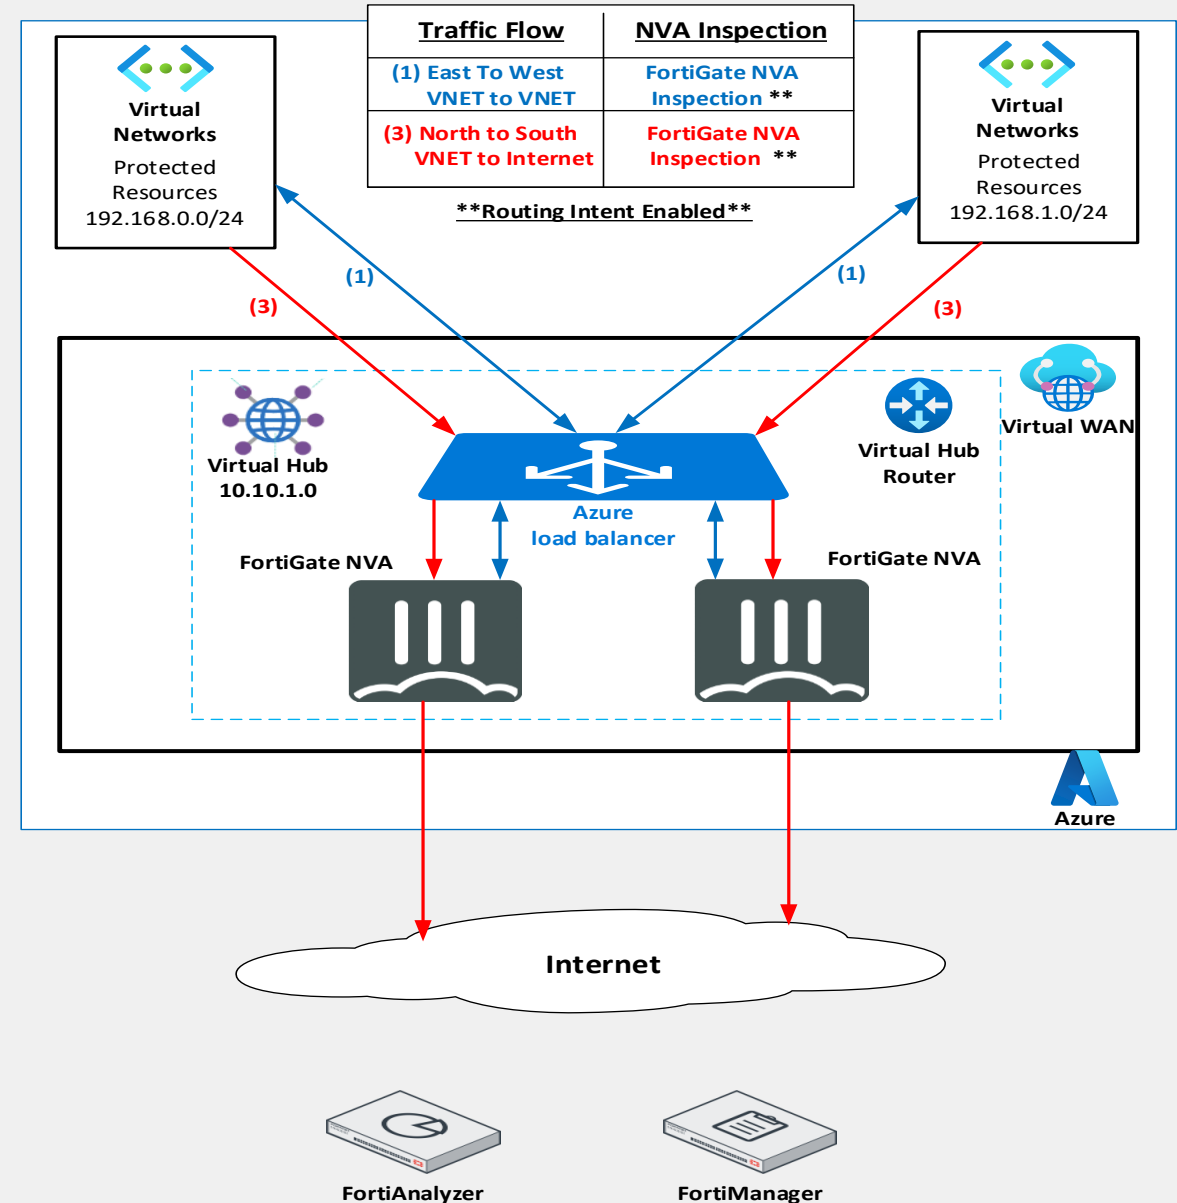 Traffic Flow
NVA Inspection
(1) East To West
VNET to VNET
FortiGate NVA
Inspection **
(3) North to South
VNET to Internet
FortiGate NVA
Inspection **
**Routing Intent Enabled**
Virtual
Networks
Protected
Resources
192.168.0.0/24
Virtual
Networks
Protected
Resources
192.168.1.0/24
(1)
(1)
(3)
(3)
Virtual Hub
10.10.1.0
Virtual Hub
Router
Virtual WAN
Azure
load balancer
FortiGate NVA
FortiGate NVA
Azure
Internet
FortiAnalyzer
FortiManager